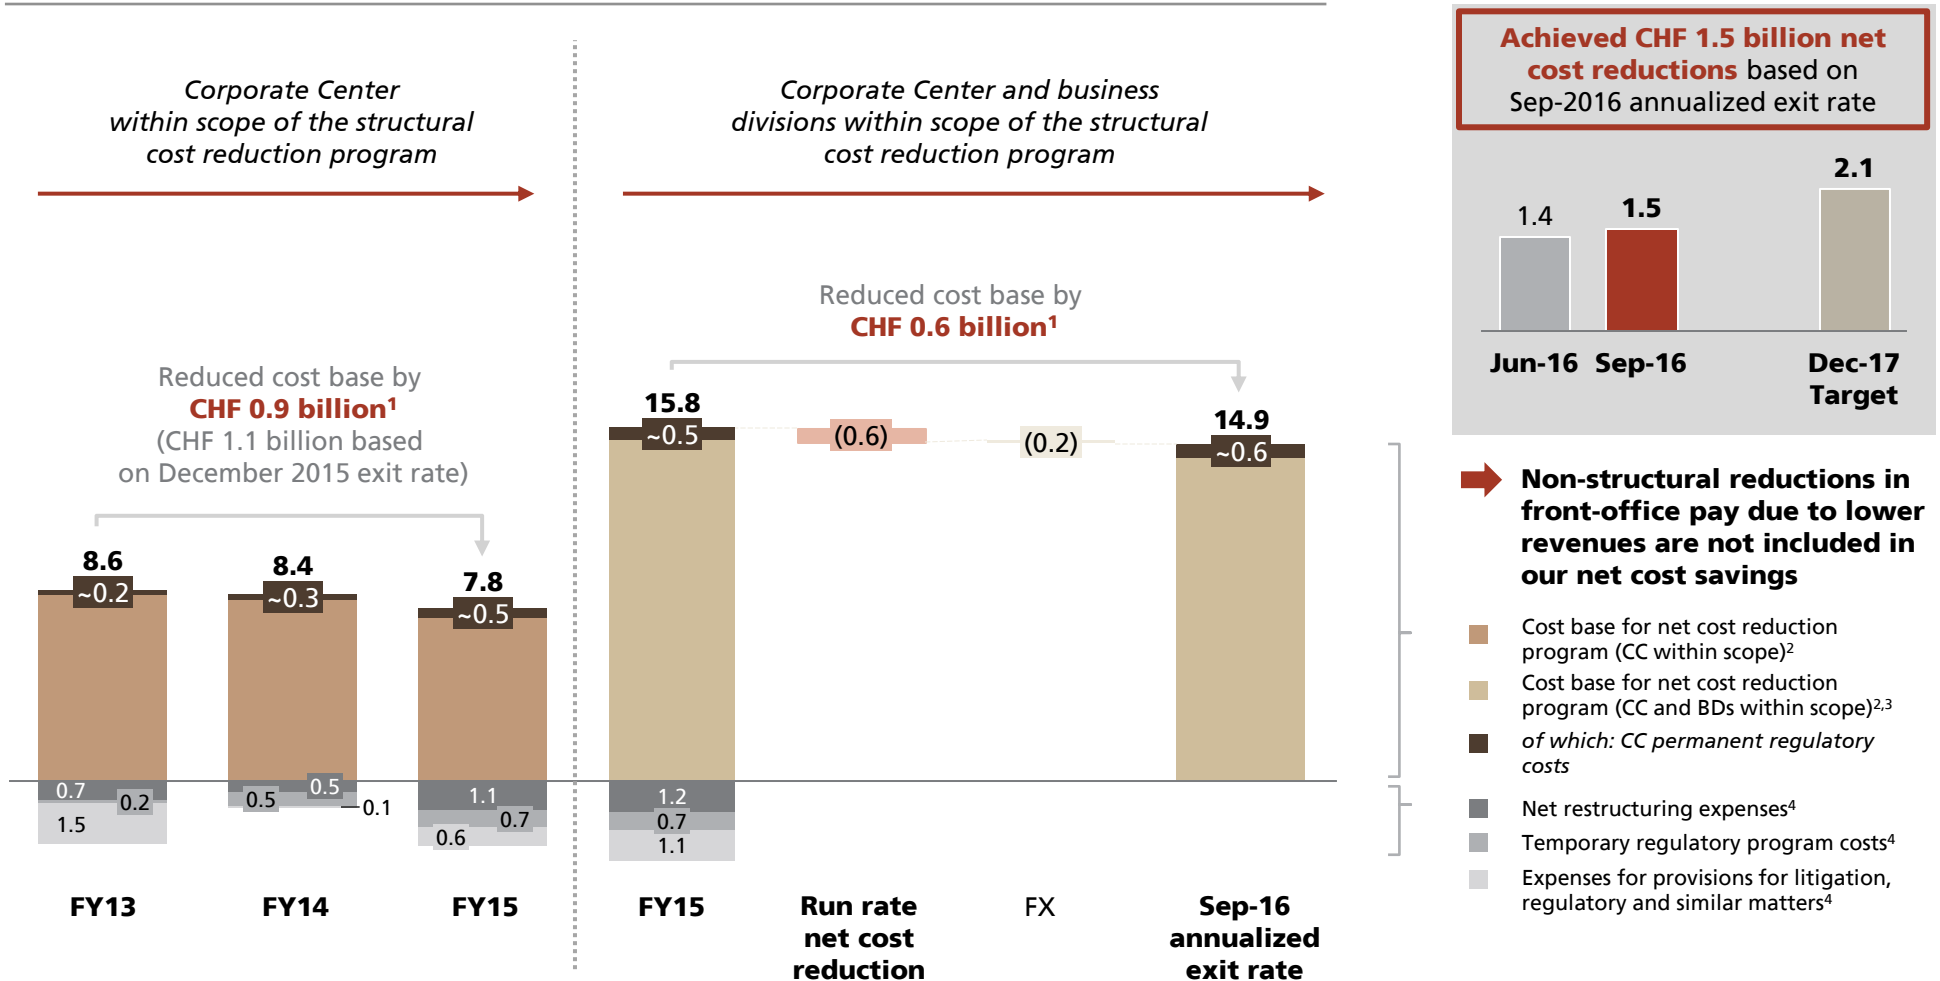 Corporate Center
within scope of the structural
cost reduction program
Reduced cost base by
CHF 0.9 billion¹
(CHF 1.1 billion based
on December 2015 exit rate)
8.6
~0.2
8.4
~0.3
7.8
~0.5
0.7
0.2
1.5
0.5
0.5
0.1
1.1
0.7
0.6
FY13
FY14
FY15
Corporate Center and business
divisions within scope of the structural
cost reduction program
Reduced cost base by
CHF 0.6 billion¹
15.8
~0.5
(0.6)
(0.2)
14.9
~0.6
1.2
0.7
1.1
FY15
Run rate
net cost
reduction
FX
Sep-16
annualized
exit rate
Achieved CHF 1.5 billion net
cost reductions based on
Sep-2016 annualized exit rate
1.4
1.5
2.1
Jun-16
Sep-16
Dec-17
Target
Non-structural reductions in
front-office pay due to lower
revenues are not included in
our net cost savings
Cost base for net cost reduction
program (CC within scope)²
Cost base for net cost reduction
program (CC and BDs within scope)²,³
of which: CC permanent regulatory
costs
Net restructuring expenses⁴
Temporary regulatory program costs⁴
Expenses for provisions for litigation,
regulatory and similar matters⁴